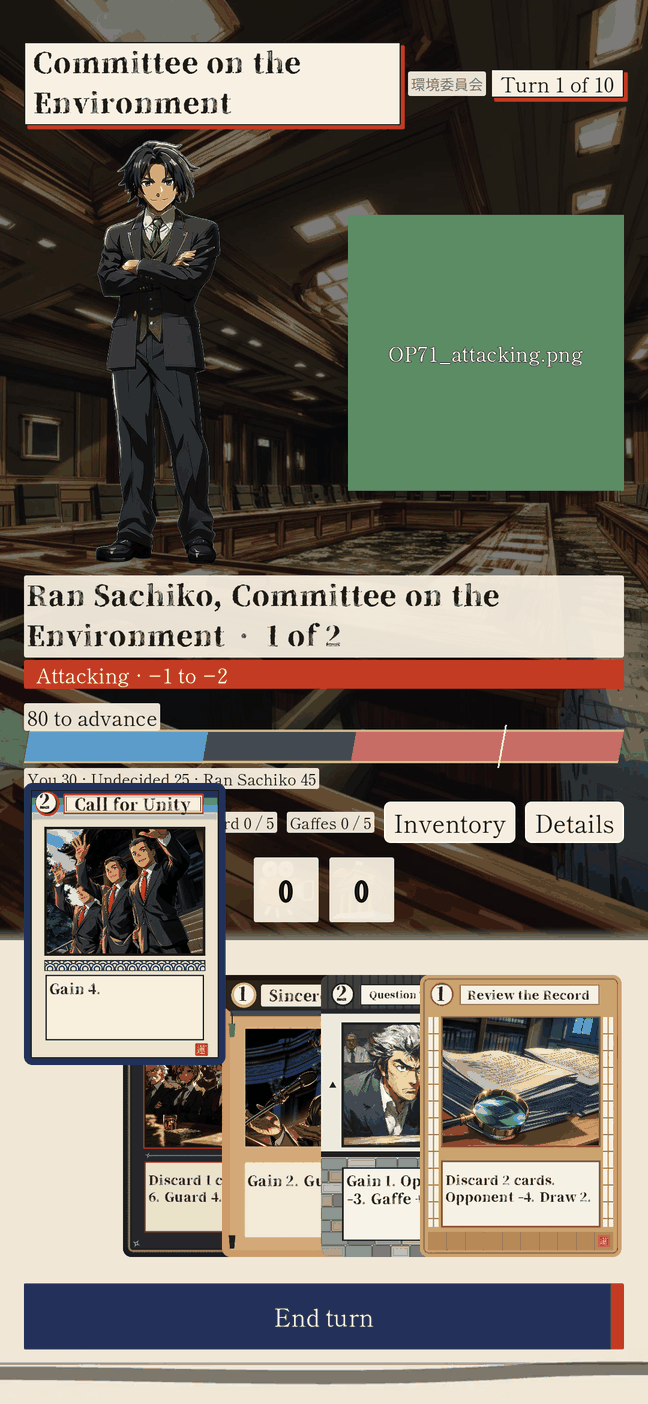 Committee on the
Environment
環境委員会
Turn 1 of 10
OP71_attacking.png
Ran Sachiko, Committee on the
Environment · 1 of 2
Attacking · −1 to −2
80 to advance
You 30 · Undecided 25 · Ran Sachiko 45
2 Call for Unity
Gain 4.
0/5
Gaffes 0/5
Inventory
Details
0
0
1
2 Question
1 Review the Record
Discard 1
6. Guard 4.
Gain 2.
Gain 1.
-3. Gaffe
Discard 2 cards.
Opponent -4. Draw 2.
End turn